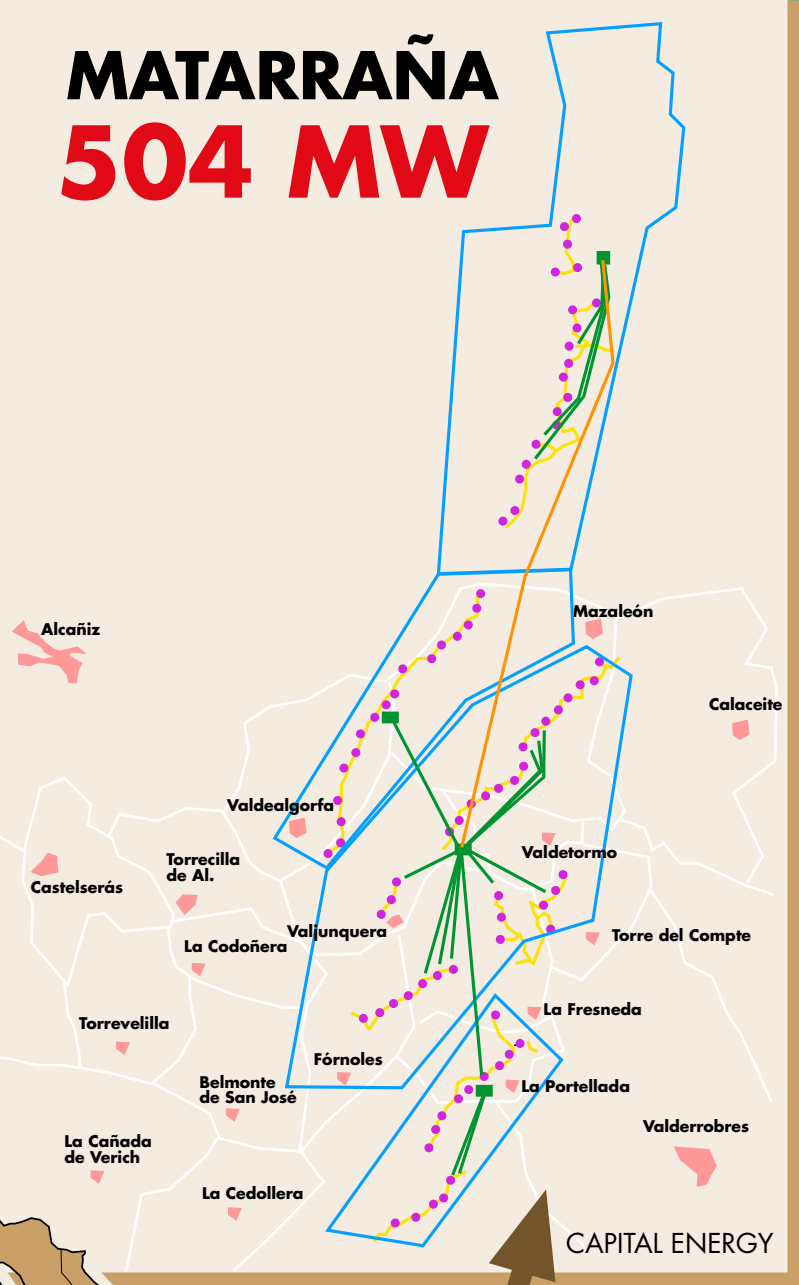 MATARRAÑA
504 MW
Alcañiz
Mazaleón
Calaceite
Valdealgorfa
Castelserás
Torrecilla
de Al.
Valdetormo
Valjunquera
Torre del Compte
La Codoñera
La Fresneda
Torrevelilla
Fórnoles
Belmonte
de San José
La Portellada
Valderrobres
La Cañada
de Verich
La Cedollera
CAPITAL ENERGY